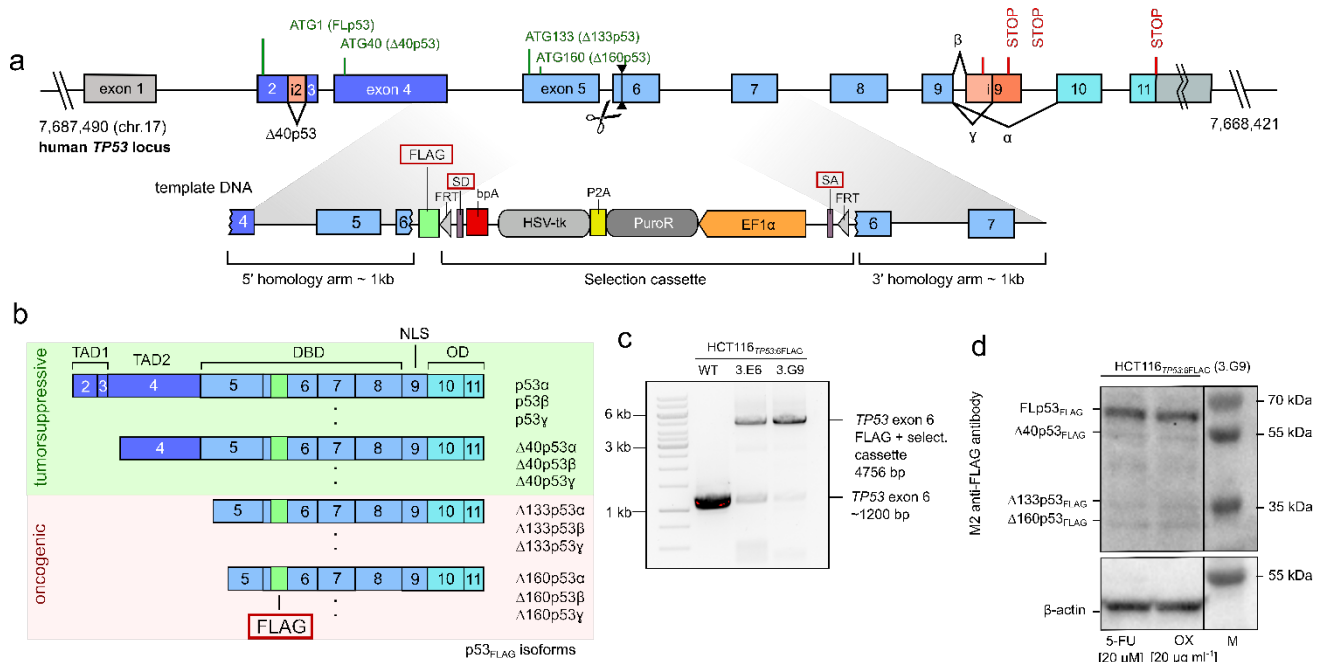 a
ATG1 (FLp53)
ATG40 (Δ40p53)
ATG133 (Δ133p53)
ATG160 (Δ160p53)
β
STOP
STOP
STOP
exon 1
2
i2
3
exon 4
exon 5
6
7
8
9
i 9
10
11
Δ40p53
ɣ
α
7,687,490 (chr.17)
human TP53 locus
7,668,421
template DNA
FLAG
FRT
SD
bpA
P2A
SA
FRT
4
5
6
HSV-tk
PuroR
EF1α
6
7
5′ homology arm ~ 1kb
Selection cassette
3′ homology arm ~ 1kb
b
tumorsuppressive
oncogenic
TAD1
TAD2
DBD
NLS
OD
2 3 4 5 6 7 8 9 10 11
p53α
p53β
p53ɣ
4 5 6 7 8 9 10 11
Δ40p53α
Δ40p53β
Δ40p53ɣ
5 6 7 8 9 10 11
Δ133p53α
Δ133p53β
Δ133p53ɣ
5 6 7 8 9 10 11
Δ160p53α
Δ160p53β
Δ160p53ɣ
FLAG
p53FLAG isoforms
c
HCT116TP53:6FLAG
WT 3.E6 3.G9
6 kb
3 kb
1 kb
TP53 exon 6
FLAG + select.
cassette
4756 bp
TP53 exon 6
~1200 bp
d
HCT116TP53:6FLAG (3.G9)
M2 anti-FLAG antibody
FLp53FLAG
Δ40p53FLAG
Δ133p53FLAG
Δ160p53FLAG
70 kDa
55 kDa
35 kDa
25 kDa
55 kDa
β-actin
5-FU OX M
[20 µM] [20 µg ml⁻¹]